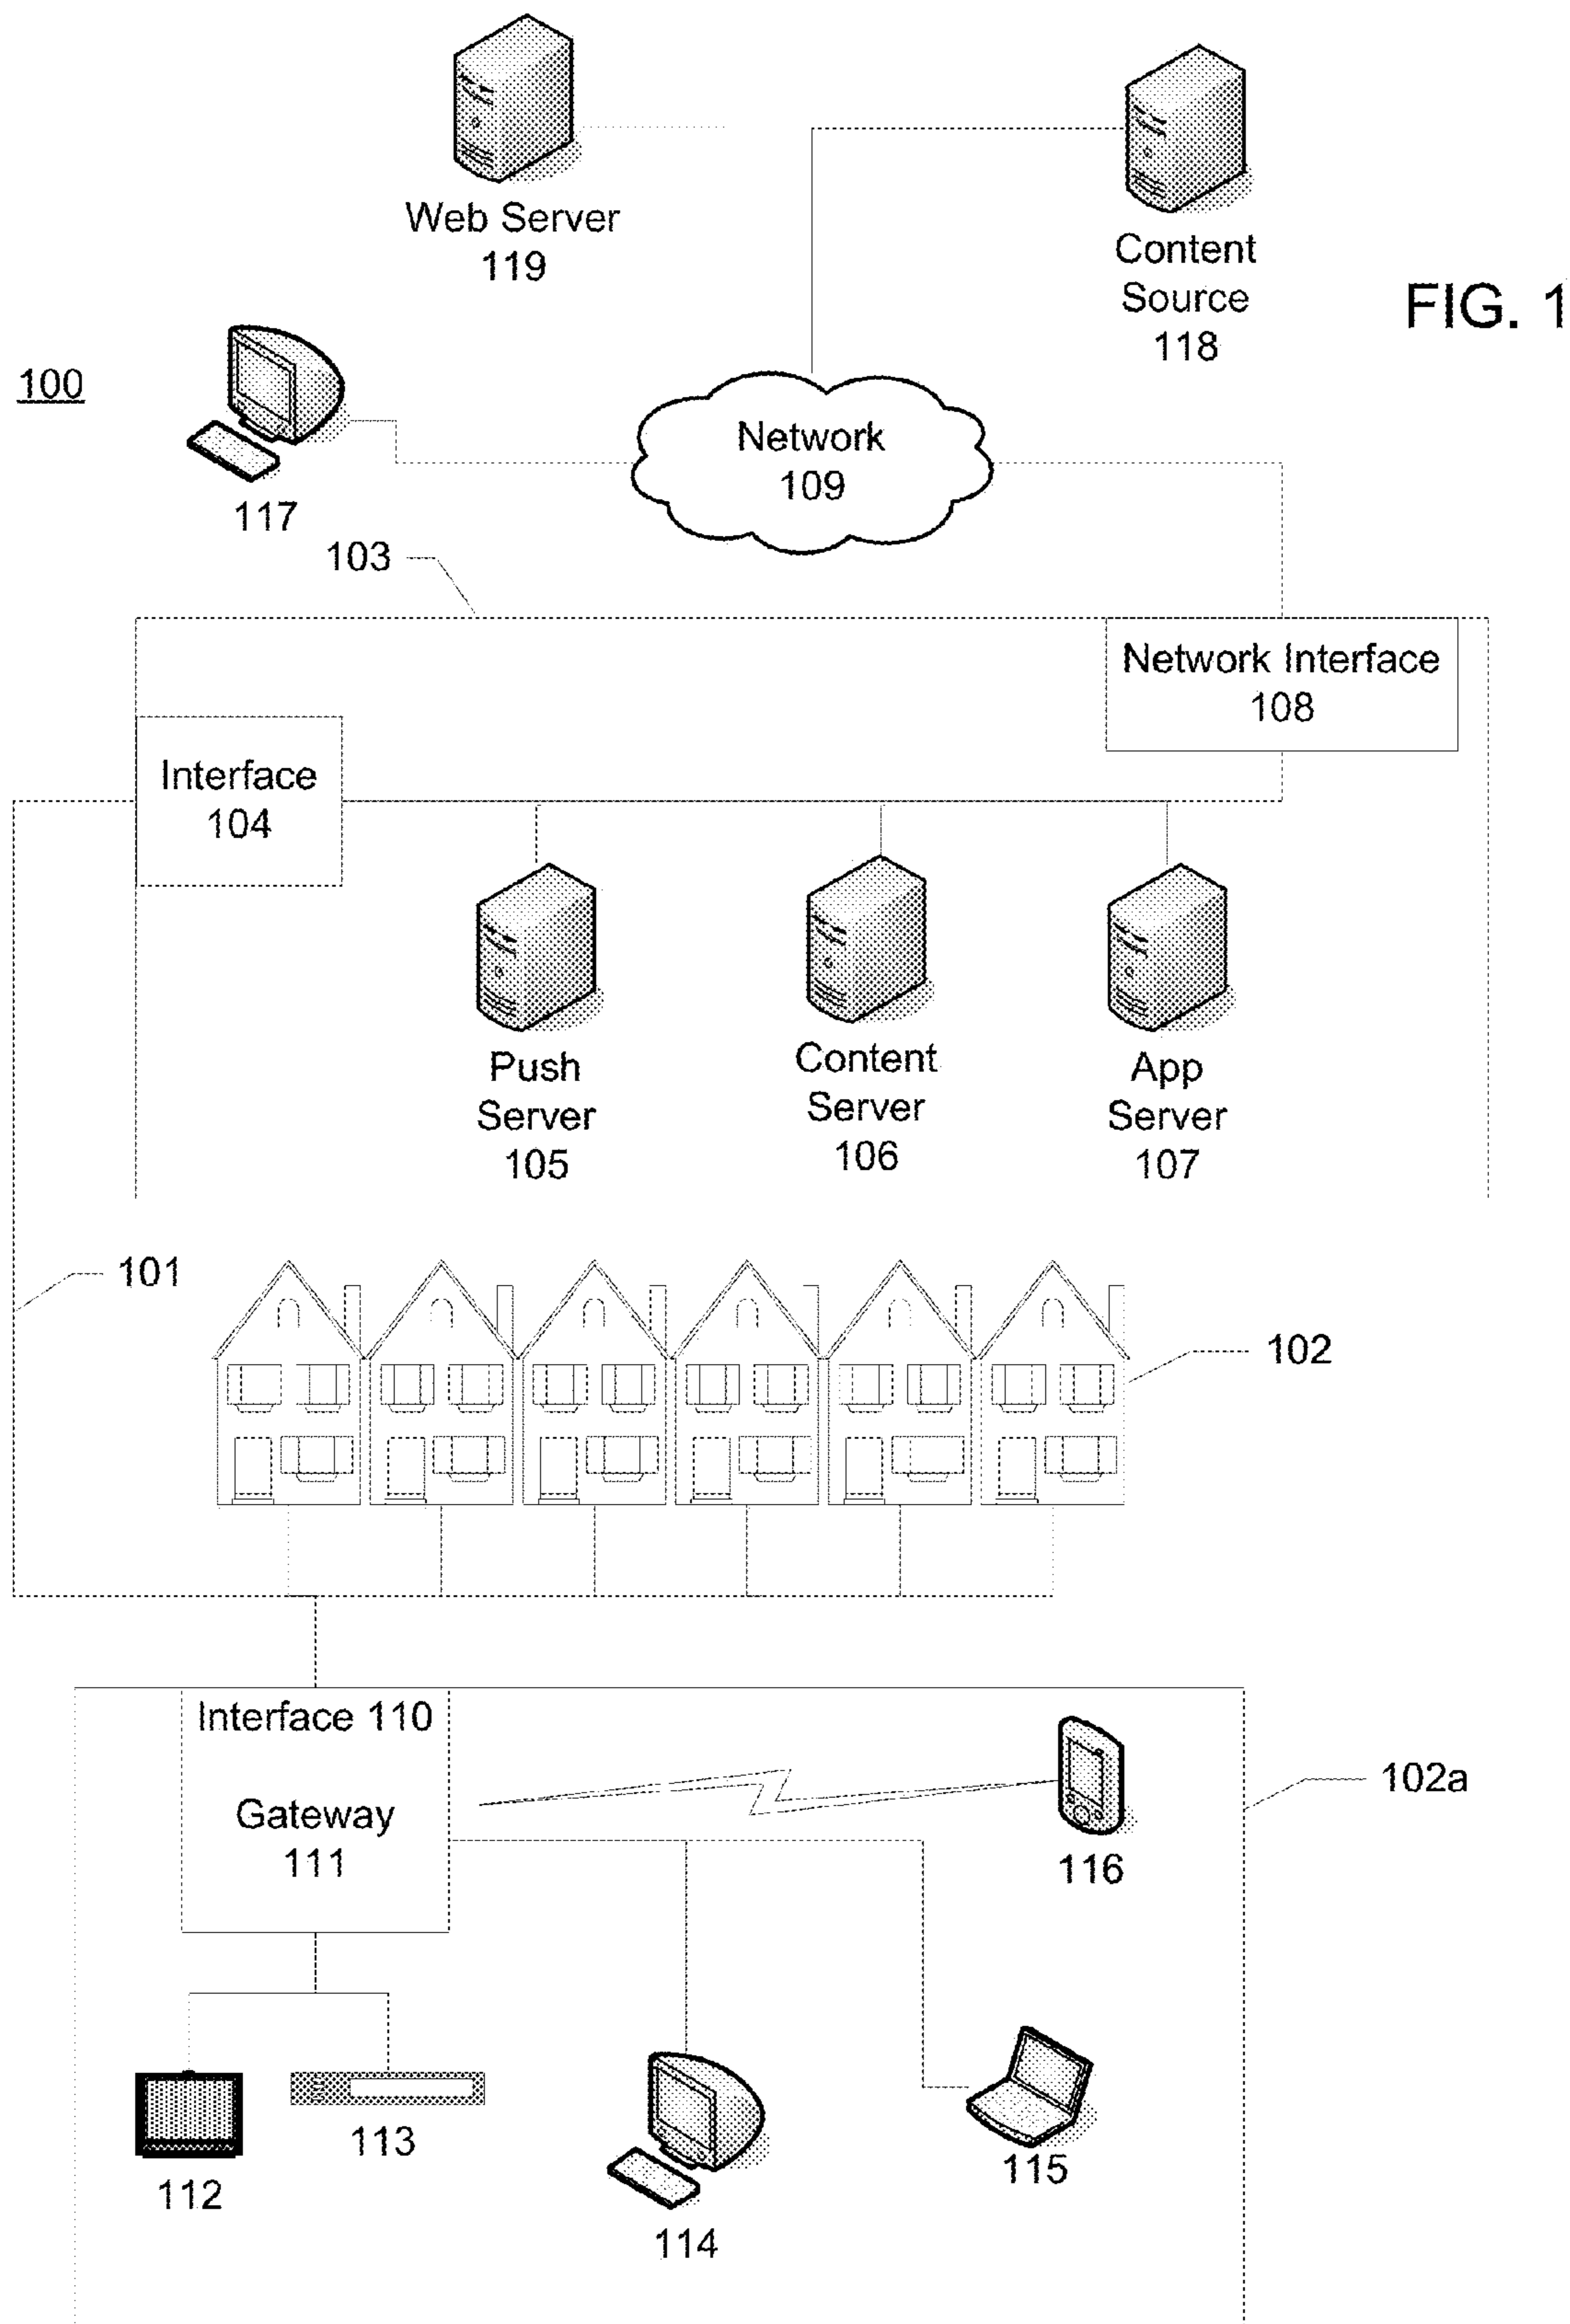 Web Server
119
Content
Source
118
FIG. 1
100
117
Network
109
103
Network Interface
108
Interface
104
Push
Server
105
Content
Server
106
App
Server
107
101
102
Interface 110
Gateway
111
102a
116
112
113
114
115